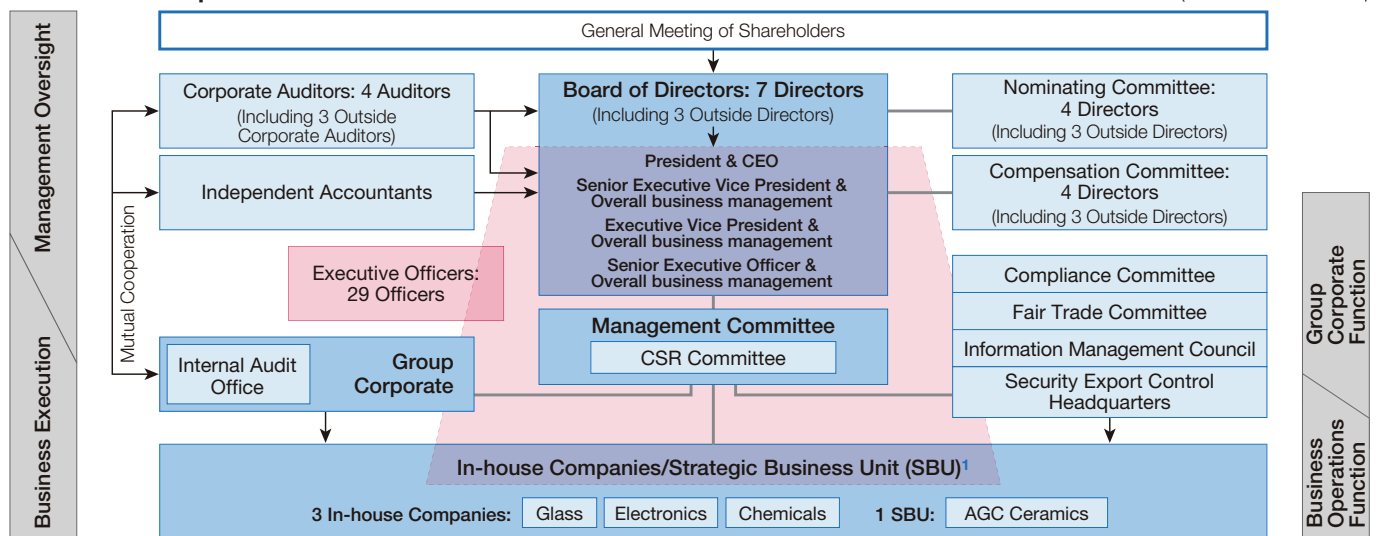 General Meeting of Shareholders
Management Oversight
Business Execution
Corporate Auditors: 4 Auditors
(Including 3 Outside
Corporate Auditors)
Independent Accountants
Mutual Cooperation
Board of Directors: 7 Directors
(Including 3 Outside Directors)
President & CEO
Senior Executive Vice President &
Overall business management
Executive Vice President &
Overall business management
Senior Executive Officer &
Overall business management
Nominating Committee:
4 Directors
(Including 3 Outside Directors)
Compensation Committee:
4 Directors
(Including 3 Outside Directors)
Executive Officers:
29 Officers
Management Committee
CSR Committee
Compliance Committee
Fair Trade Committee
Information Management Council
Security Export Control
Headquarters
Internal Audit
Office
Group
Corporate
Group
Corporate
Function
Business
Operations
Function
In-house Companies/Strategic Business Unit (SBU)1
3 In-house Companies:
Glass
Electronics
Chemicals
1 SBU:
AGC Ceramics